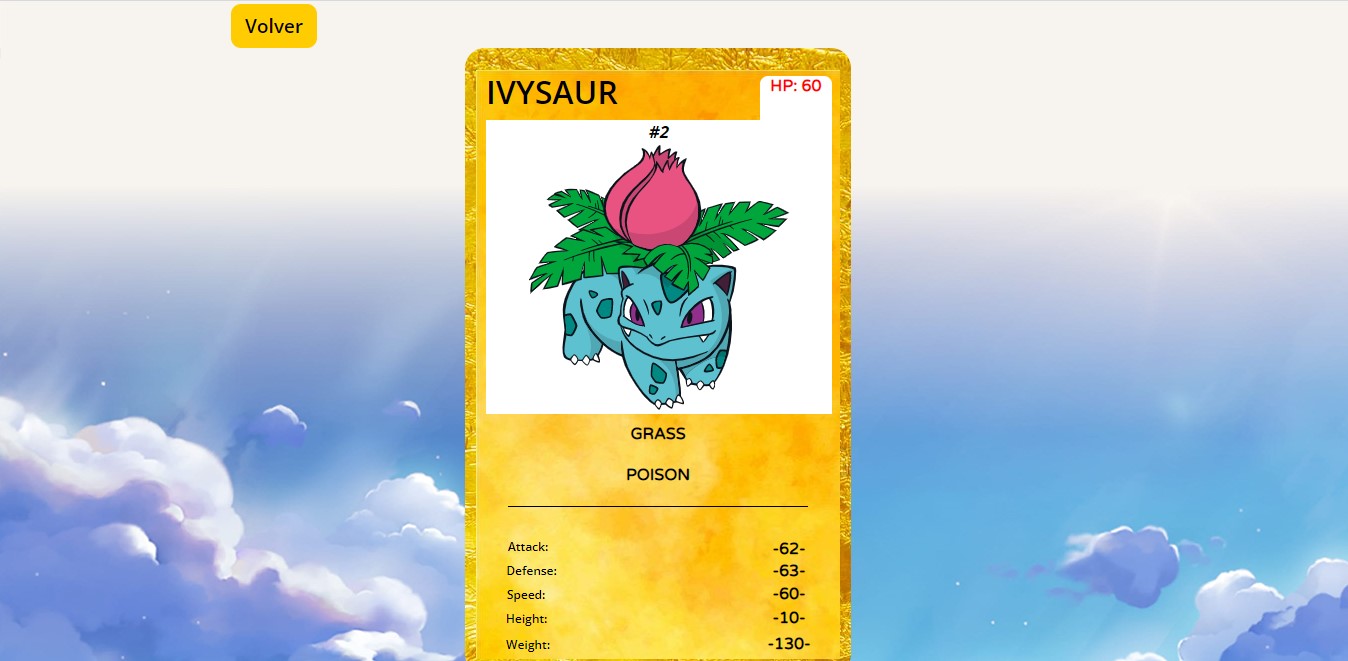 Volver
IVYSAUR
HP: 60
#2
GRASS
POISON
Attack: -62-
Defense: -63-
Speed: -60-
Height: -10-
Weight: -130-